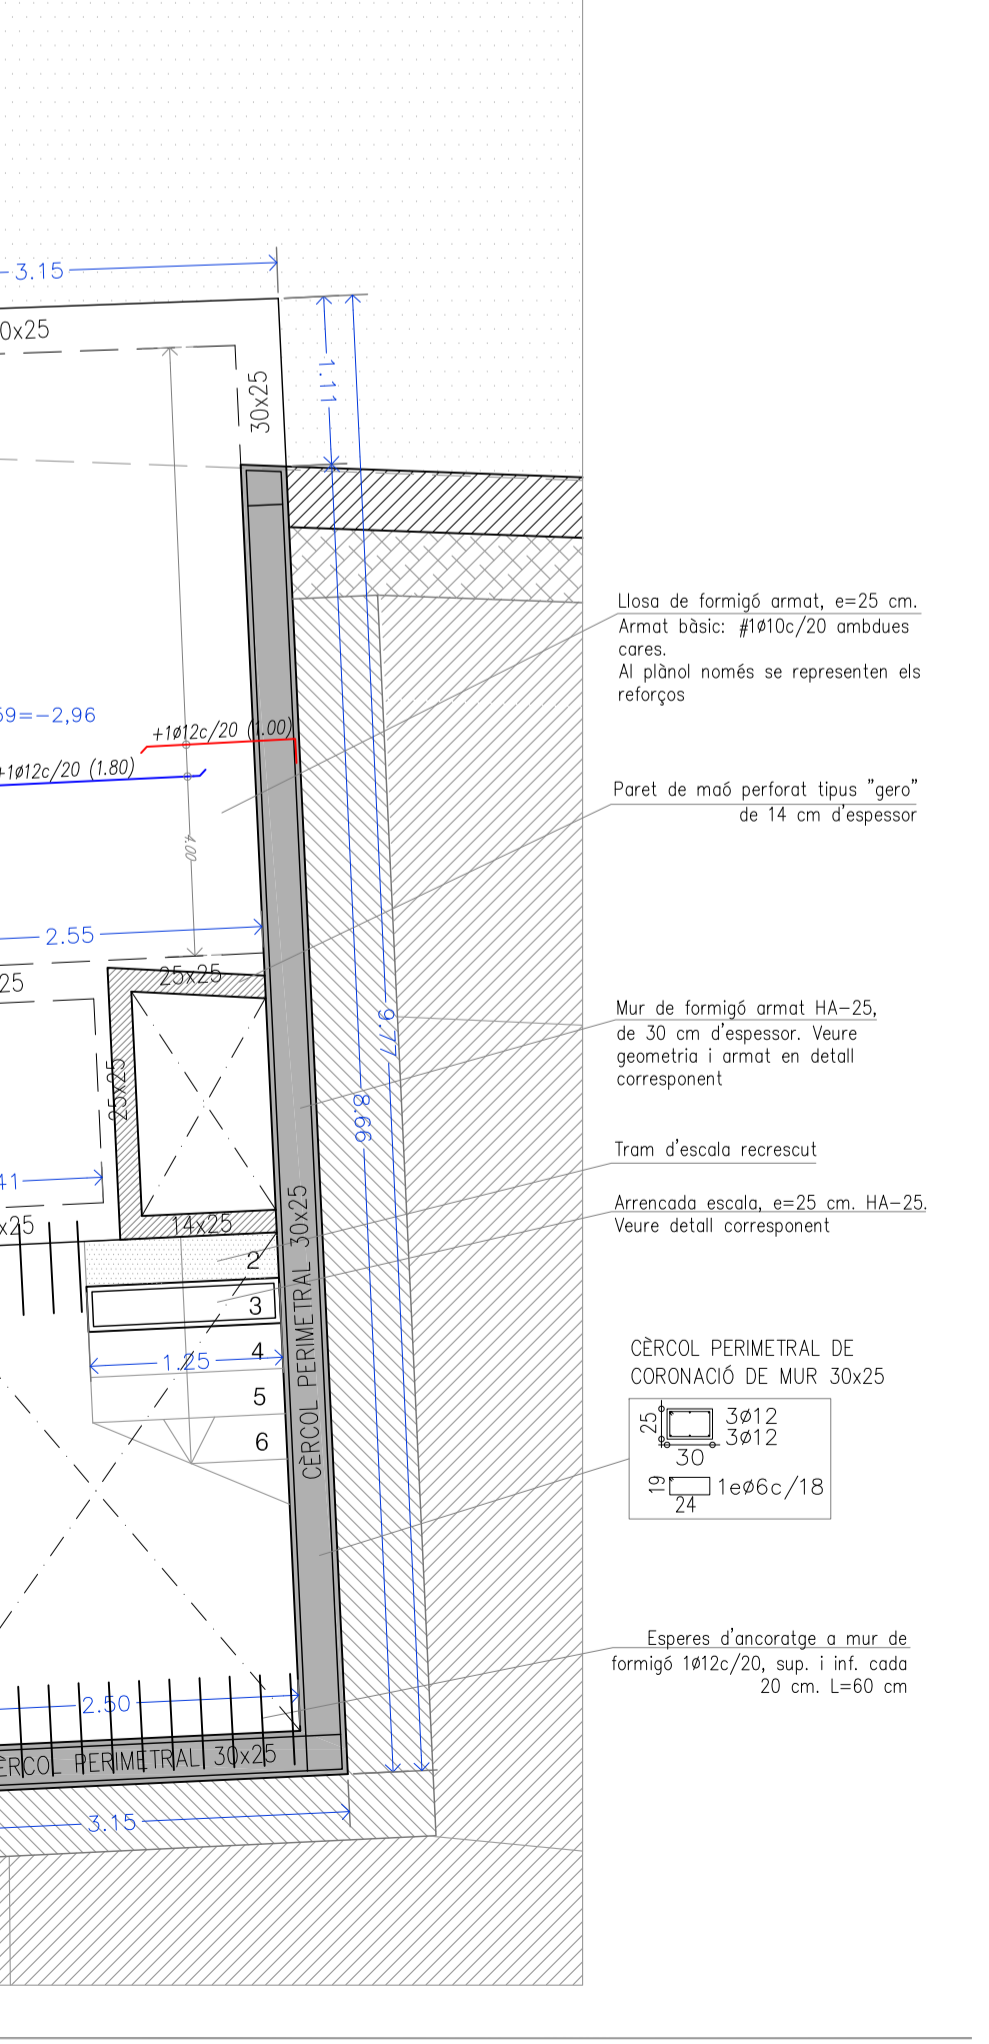 3.15
0x25
30x25
1.11
Llosa de formigó armat, e=25 cm.
Armat bàsic: #1ø10c/20 ambdues
cares.
Al plànol només se representen els
reforços
59=-2,96
+1ø12c/20 (1.00)
+1ø12c/20 (1.80)
Paret de maó perforat tipus "gero"
de 14 cm d'espessor
4.00
2.55
25
25x25
Mur de formigó armat HA-25,
de 30 cm d'espessor. Veure
geometria i armat en detall
corresponent
9.77
8.66
25x25
Tram d'escala recrescut
41
Arrencada escala, e=25 cm. HA-25.
Veure detall corresponent
x25
14x25
2
3
4
1.25
5
6
CÈRCOL PERIMETRAL 30x25
CÈRCOL PERIMETRAL DE
CORONACIÓ DE MUR 30x25
25
3ø12
3ø12
30
19
1eø6c/18
24
Esperes d'ancoratge a mur de
formigó 1ø12c/20, sup. i inf. cada
20 cm. L=60 cm
2.50
ÈRCOL PERIMETRAL 30x25
3.15